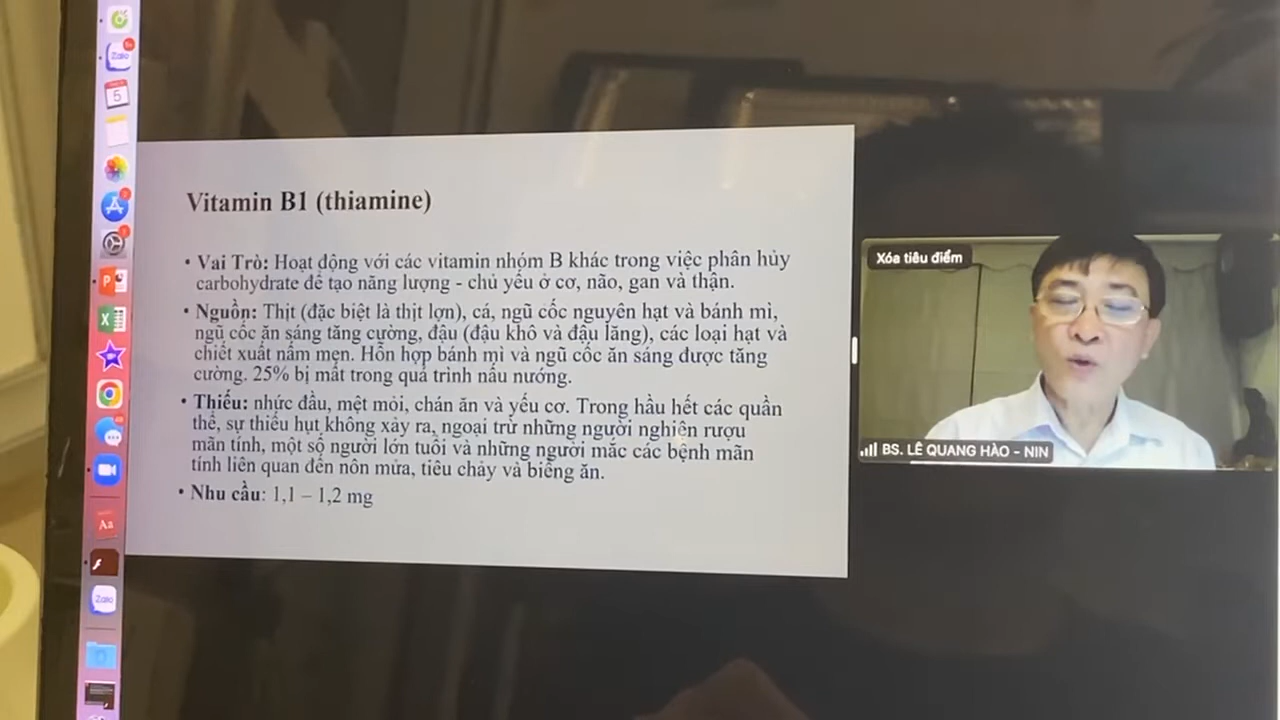 Zalo
5
Vitamin B1 (thiamine)
• Vai Trò: Hoạt động với các vitamin nhóm B khác trong việc phân hủy
carbohydrate để tạo năng lượng - chủ yếu ở cơ, não, gan và thận.
• Nguồn: Thịt (đặc biệt là thịt lợn), cá, ngũ cốc nguyên hạt và bánh mì,
ngũ cốc ăn sáng tăng cường, đậu (đậu khô và đậu lăng), các loại hạt và
chiết xuất nấm men. Hỗn hợp bánh mì và ngũ cốc ăn sáng được tăng
cường. 25% bị mất trong quá trình nấu nướng.
• Thiếu: nhức đầu, mệt mỏi, chán ăn và yếu cơ. Trong hầu hết các quần
thể, sự thiếu hụt không xảy ra, ngoại trừ những người nghiện rượu
mãn tính, một số người lớn tuổi và những người mắc các bệnh mãn
tính liên quan đến nôn mửa, tiêu chảy và biếng ăn.
• Nhu cầu: 1,1 – 1,2 mg
Xóa tiêu điểm
BS. LÊ QUANG HÀO - NIN
P
X
Aa
Zalo